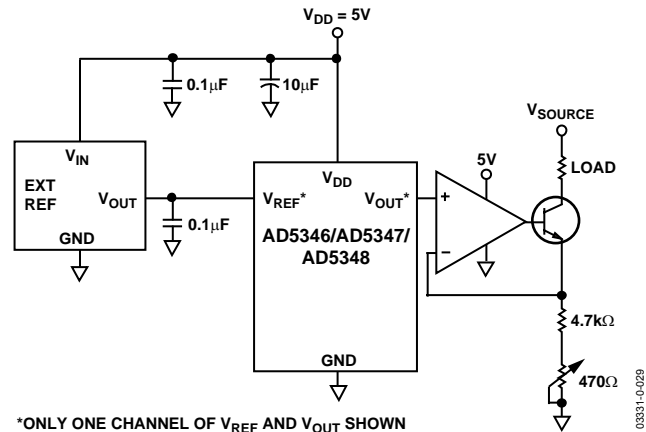 V_DD = 5V
0.1μF
10μF
V_SOURCE
LOAD
V_IN
EXT
REF
V_OUT
GND
0.1μF
V_DD
V_REF*
V_OUT*
AD5346/AD5347/
AD5348
GND
5V
+
–
4.7kΩ
470Ω
*ONLY ONE CHANNEL OF V_REF AND V_OUT SHOWN
03331-0-029